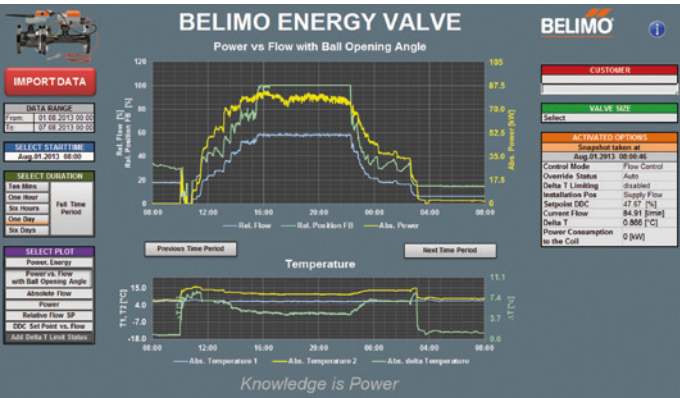 BELIMO ENERGY VALVE
Power vs Flow with Ball Opening Angle
BELIMO
i
IMPORT DATA
DATA RANGE
From: 01.08.2013 00:00
To: 07.08.2013 00:00
SELECT STARTTIME
Aug.01.2013 08:00
SELECT DURATION
Ten Mins
One Hour
Six Hours
One Day
Six Days
Full Time
Period
SELECT PLOT
Power, Energy
Power vs. Flow
with Ball Opening Angle
Absolute Flow
Power
Relative Flow SP
DDC Set Point vs. Flow
Add Delta T Limit Status
Rel. Flow [%]
Rel. Position FB [%]
120
100
80
60
40
20
0
105
87.5
70.0
52.5
35.0
17.5
0
Abs. Power [kW]
08:00 12:00 16:00 20:00 00:00 04:00 08:00
Rel. Flow Rel. Position FB Abs. Power
Previous Time Period
Next Time Period
Temperature
T1, T2 [°C]
15.0
4.0
-7.0
-18.0
11.1
7.4
3.7
0.0
ΔT [°C]
08:00 12:00 16:00 20:00 00:00 04:00 08:00
Abs. Temperature 1 Abs. Temperature 2 Abs. delta Temperature
Knowledge is Power
CUSTOMER
VALVE SIZE
Select
ACTIVATED OPTIONS
Snapshot taken at
Aug.01.2013 08:00:46
Control Mode Flow Control
Override Status Auto
Delta T Limiting disabled
Installation Pos Supply Flow
Setpoint DDC 47.67 [%]
Current Flow 84.91 [l/min]
Delta T 0.866 [°C]
Power Consumption
to the Coil 0 [kW]